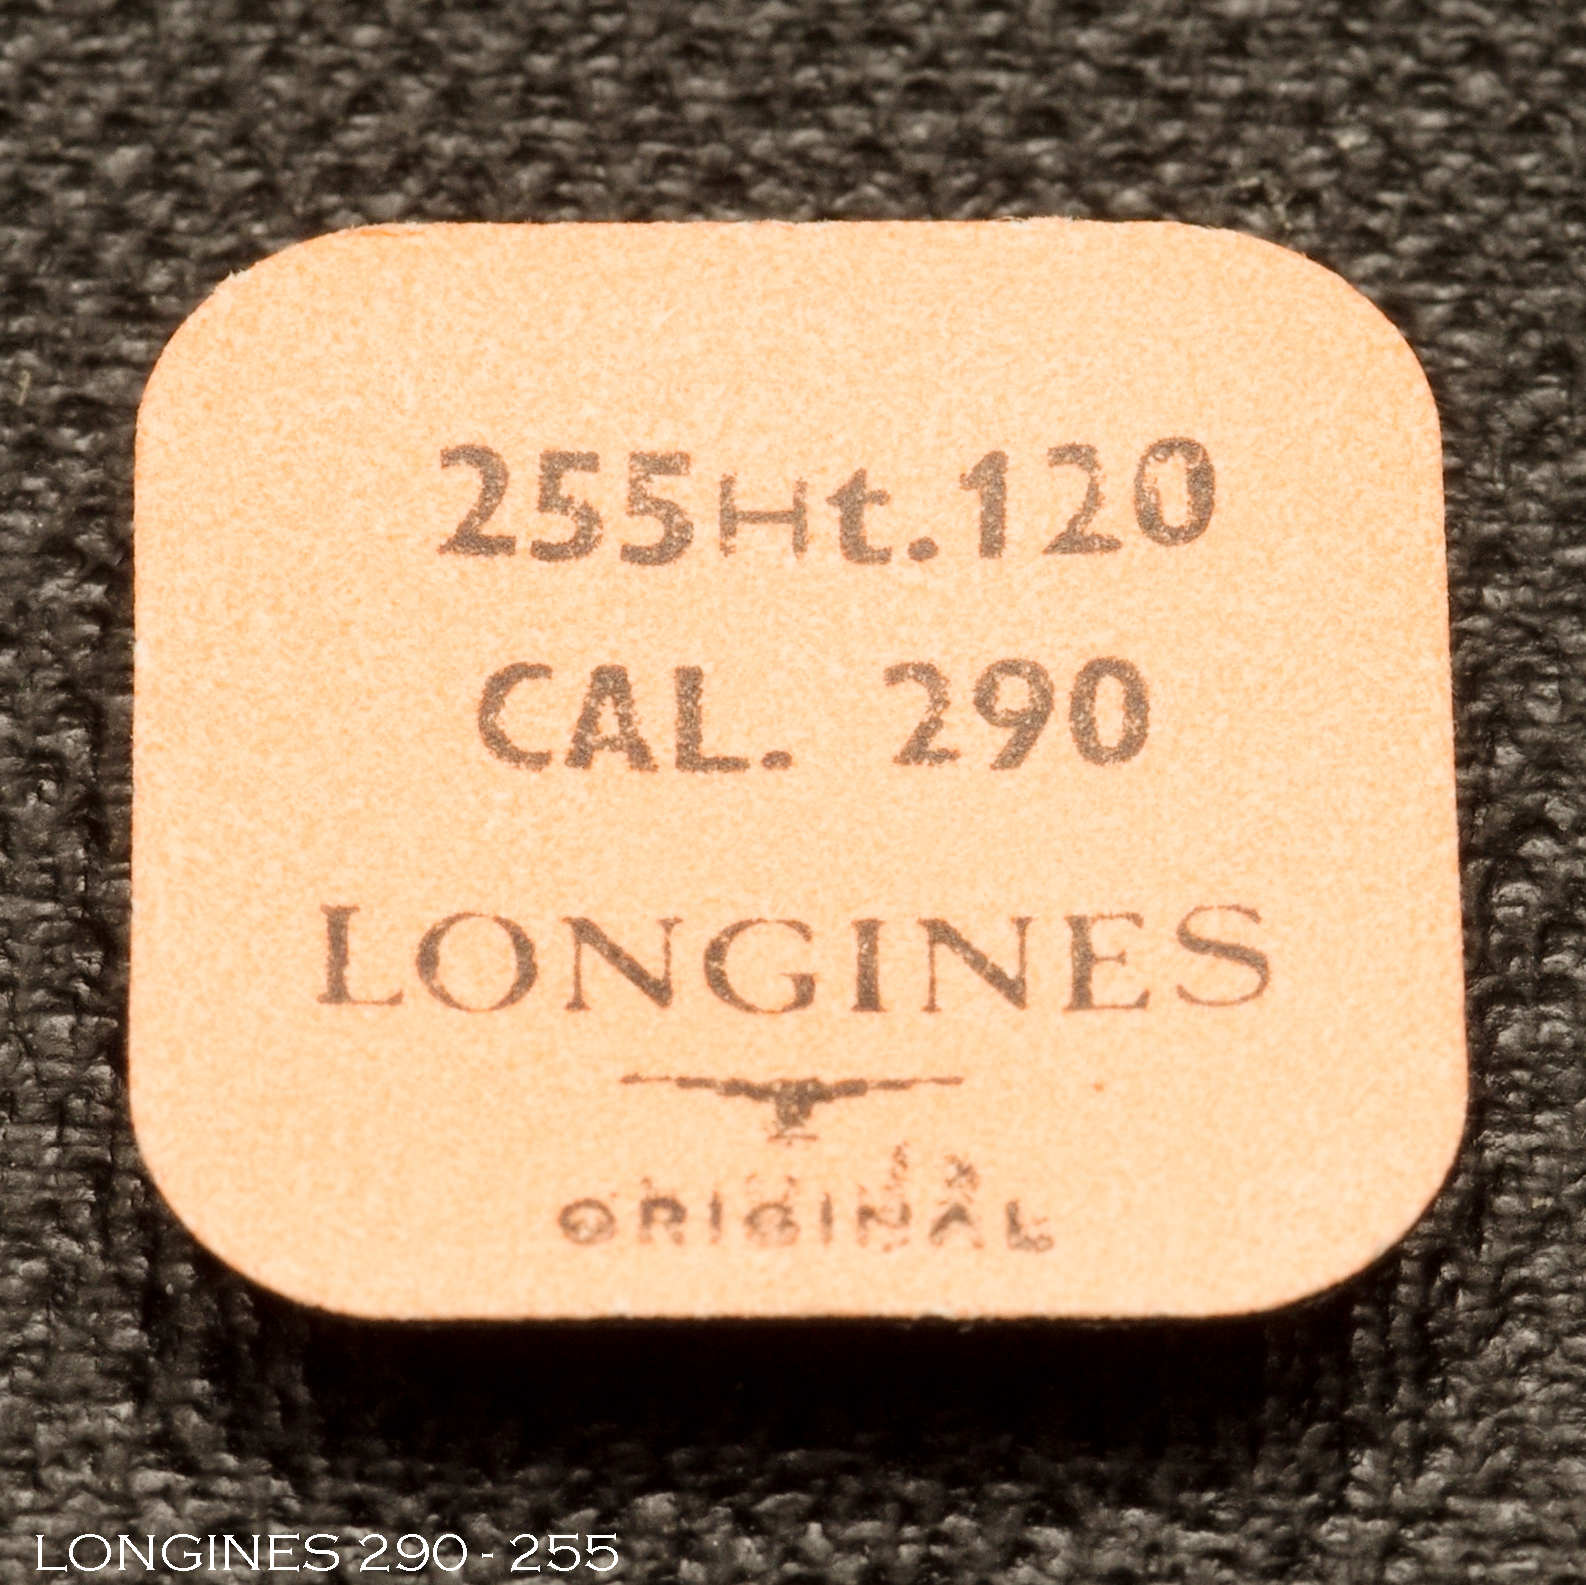 255Ht.120
CAL. 290
LONGINES
ORIGINAL
LONGINES 290 - 255